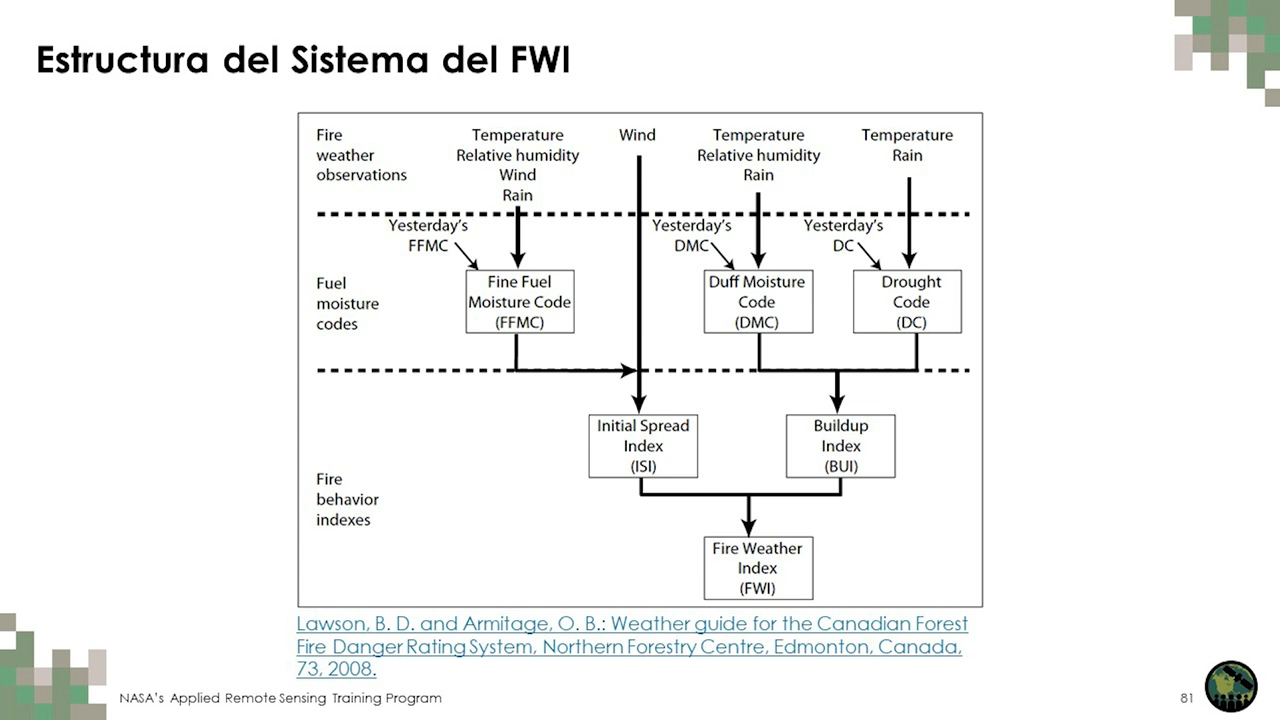 Estructura del Sistema del FWI
Fire
weather
observations
Temperature
Relative humidity
Wind
Rain
Wind
Temperature
Relative humidity
Rain
Temperature
Rain
Yesterday's
FFMC
Yesterday's
DMC
Yesterday's
DC
Fuel
moisture
codes
Fine Fuel
Moisture Code
(FFMC)
Duff Moisture
Code
(DMC)
Drought
Code
(DC)
Fire
behavior
indexes
Initial Spread
Index
(ISI)
Buildup
Index
(BUI)
Fire Weather
Index
(FWI)
Lawson, B. D. and Armitage, O. B.: Weather guide for the Canadian Forest
Fire Danger Rating System, Northern Forestry Centre, Edmonton, Canada,
73, 2008.
NASA's Applied Remote Sensing Training Program
81